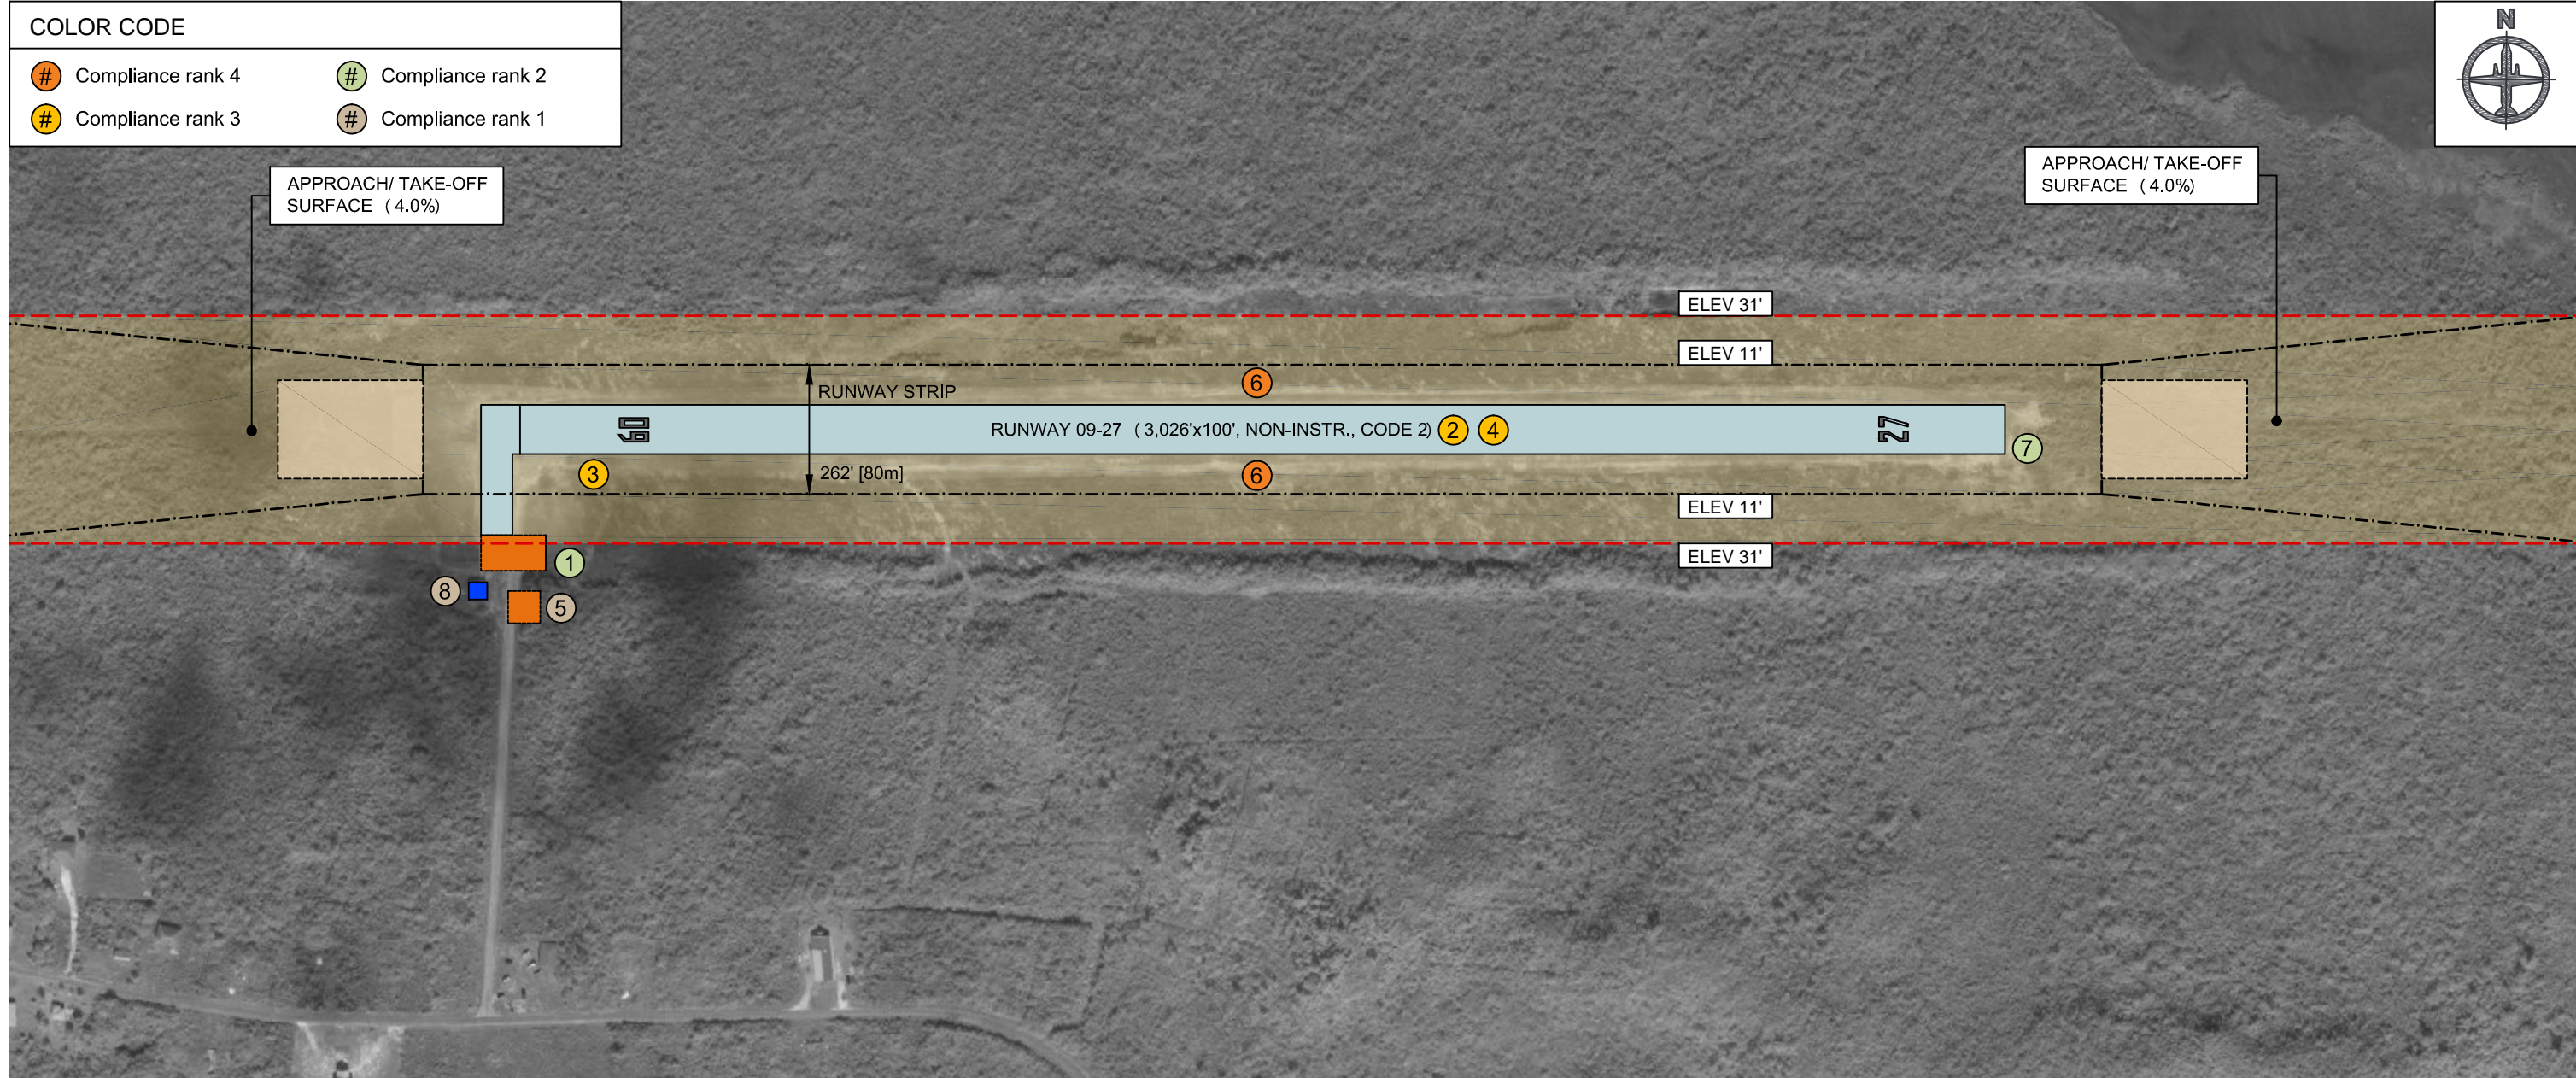 COLOR CODE
# Compliance rank 4
# Compliance rank 2
# Compliance rank 3
# Compliance rank 1
N
APPROACH/ TAKE-OFF
SURFACE ( 4.0%)
APPROACH/ TAKE-OFF
SURFACE ( 4.0%)
ELEV 31'
ELEV 11'
6
RUNWAY STRIP
09
RUNWAY 09-27 ( 3,026'x100', NON-INSTR., CODE 2) 2 4
27
7
3
262' [80m]
6
ELEV 11'
ELEV 31'
1
8
5